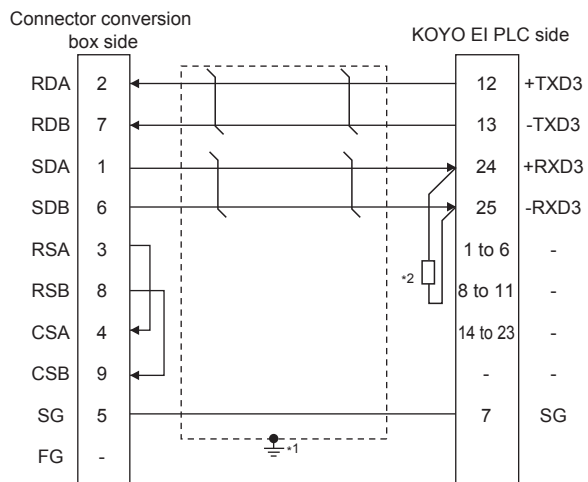 Connector conversion
box side
KOYO EI PLC side
RDA 2 12 +TXD3
RDB 7 13 -TXD3
SDA 1 24 +RXD3
SDB 6 25 -RXD3
RSA 3 1 to 6 -
*2
RSB 8 8 to 11 -
CSA 4 14 to 23 -
CSB 9 - -
SG 5 7 SG
*1
FG -